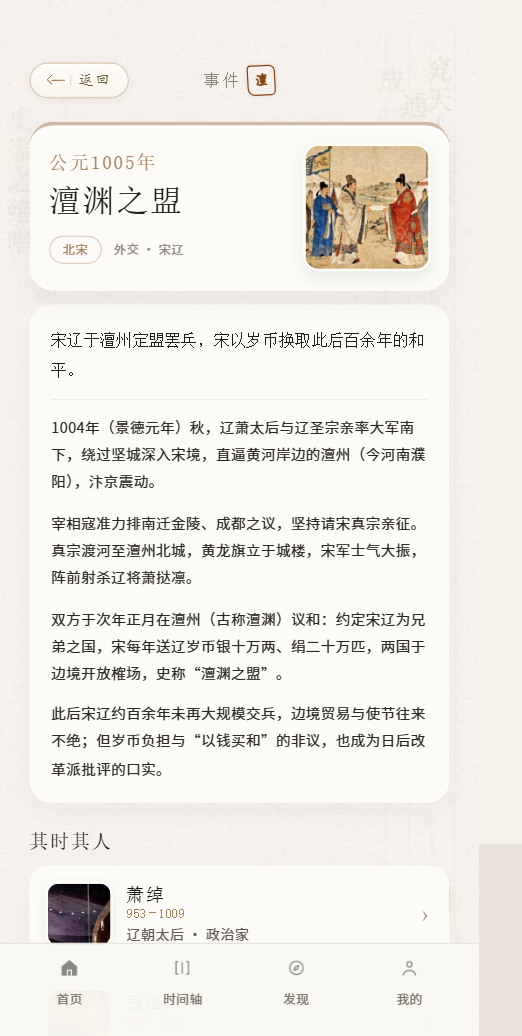 返回
事件
澶
公元1005年
澶渊之盟
北宋
外交 · 宋辽
宋辽于澶州定盟罢兵，宋以岁币换取此后百余年的和
平。
1004年（景德元年）秋，辽萧太后与辽圣宗亲率大军南
下，绕过坚城深入宋境，直逼黄河岸边的澶州（今河南濮
阳），汴京震动。
宰相寇准力排南迁金陵、成都之议，坚持请宋真宗亲征。
真宗渡河至澶州北城，黄龙旗立于城楼，宋军士气大振，
阵前射杀辽将萧挞凛。
双方于次年正月在澶州（古称澶渊）议和：约定宋辽为兄
弟之国，宋每年送辽岁币银十万两、绢二十万匹，两国于
边境开放榷场，史称“澶渊之盟”。
此后宋辽约百余年未再大规模交兵，边境贸易与使节往来
不绝；但岁币负担与“以钱买和”的非议，也成为日后改
革派批评的口实。
其时其人
萧绰
953—1009
辽朝太后 · 政治家
首页
时间轴
发现
我的